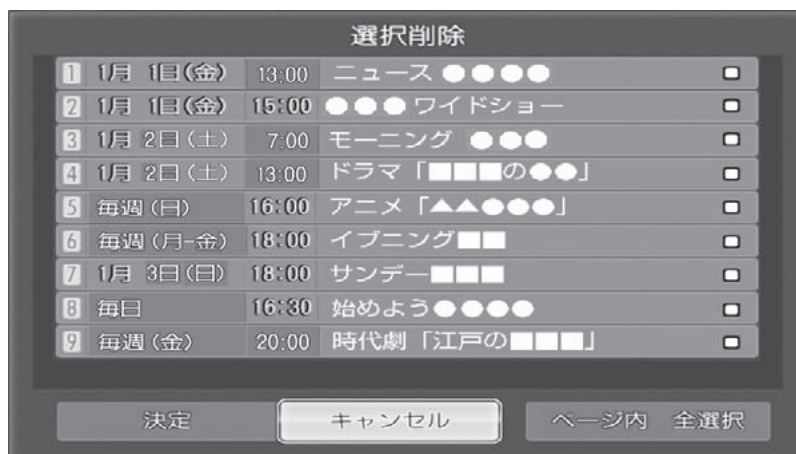 選択削除
1 1月 1日(金) 13:00 ニュース ●●●●
2 1月 1日(金) 15:00 ●●●ワイドショー
3 1月 2日(土) 7:00 モーニング ●●●
4 1月 2日(土) 13:00 ドラマ「■■■の●●」
5 毎週(日) 16:00 アニメ「▲▲●●●」
6 毎週(月-金) 18:00 イブニング■■
7 1月 3日(日) 18:00 サンデー■■■
8 毎日 16:30 始めよう●●●●
9 毎週(金) 20:00 時代劇「江戸の■■■」
決定 キャンセル ページ内 全選択